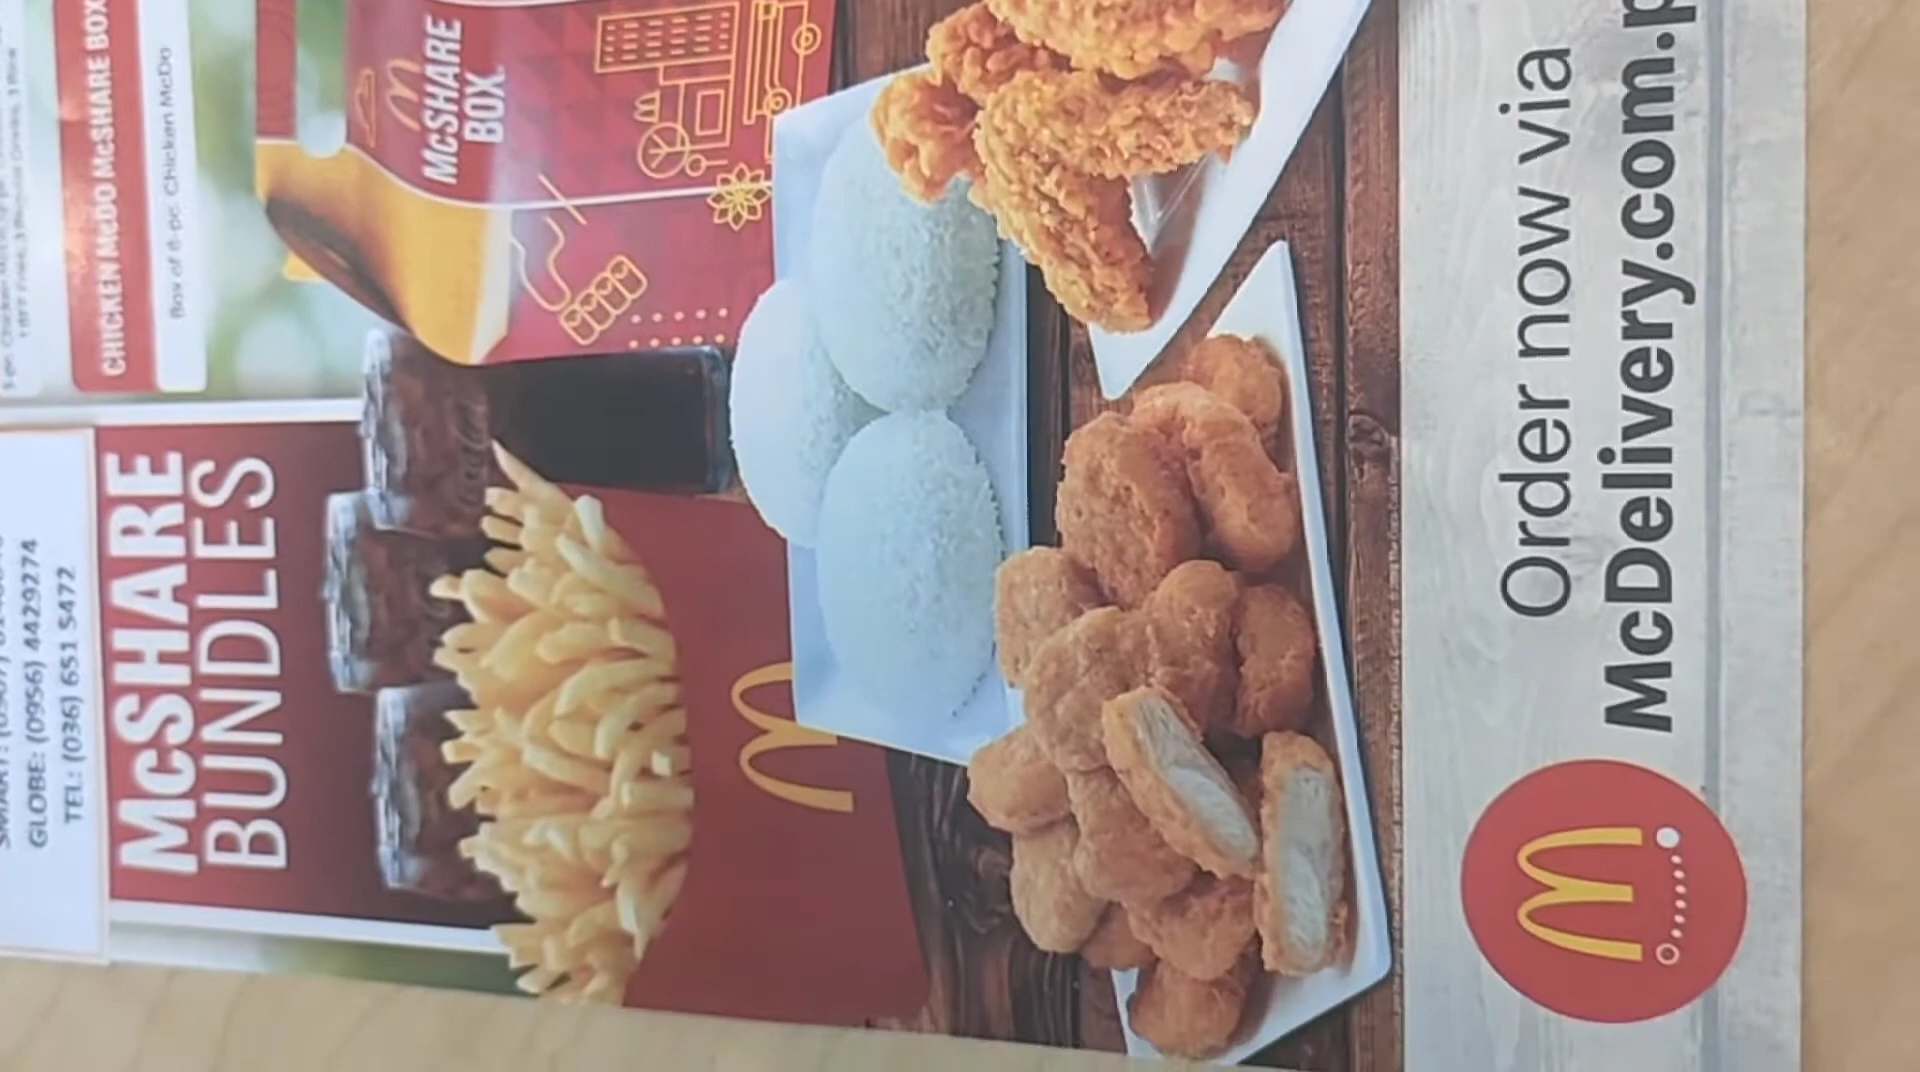 CHICKEN McDO McSHARE BOX
Box of 6-pc. Chicken McDo
GLOBE: (0956) 4429274
TEL: (036) 651 5472
McSHARE
BUNDLES
McSHARE
BOX
Order now via
McDelivery.com.p